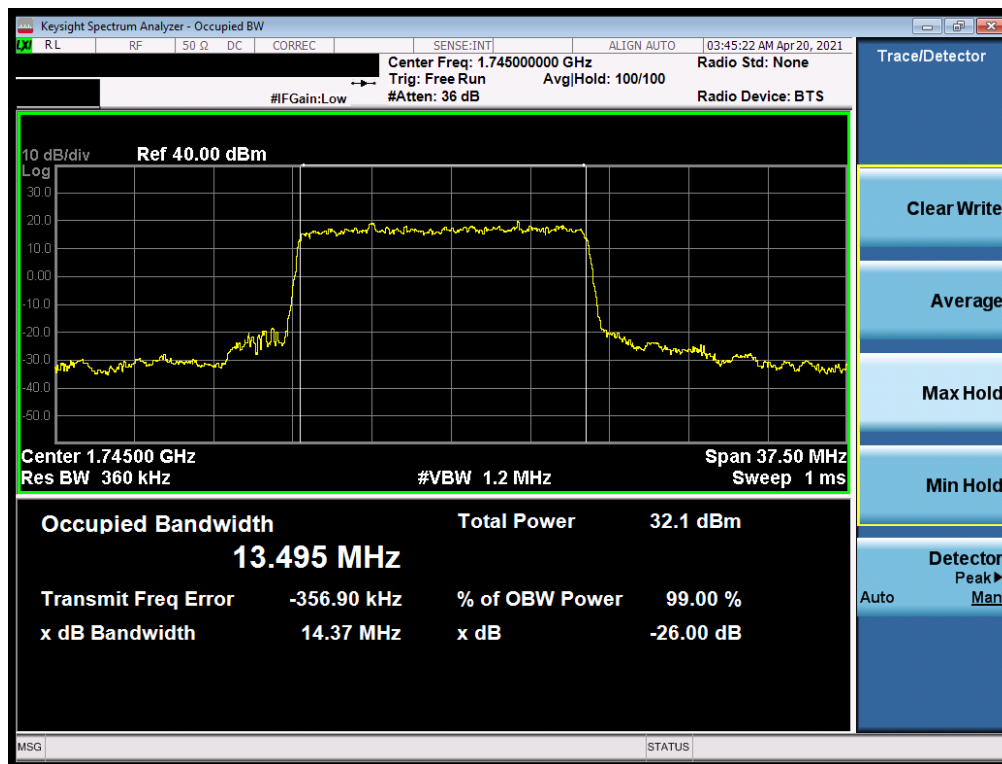 Keysight Spectrum Analyzer - Occupied BW
LXI RL RF 50 Ω DC CORREC SENSE:INT ALIGN AUTO 03:45:22 AM Apr 20, 2021
Center Freq: 1.745000000 GHz Radio Std: None
Trig: Free Run Avg|Hold: 100/100
#IFGain:Low #Atten: 36 dB Radio Device: BTS
10 dB/div Ref 40.00 dBm
Log
30.0
20.0
10.0
0.00
-10.0
-20.0
-30.0
-40.0
-50.0
Center 1.74500 GHz Span 37.50 MHz
Res BW 360 kHz #VBW 1.2 MHz Sweep 1 ms
Occupied Bandwidth Total Power 32.1 dBm
13.495 MHz
Transmit Freq Error -356.90 kHz % of OBW Power 99.00 %
x dB Bandwidth 14.37 MHz x dB -26.00 dB
MSG STATUS
Trace/Detector
Clear Write
Average
Max Hold
Min Hold
Detector
Peak▶
Auto Man